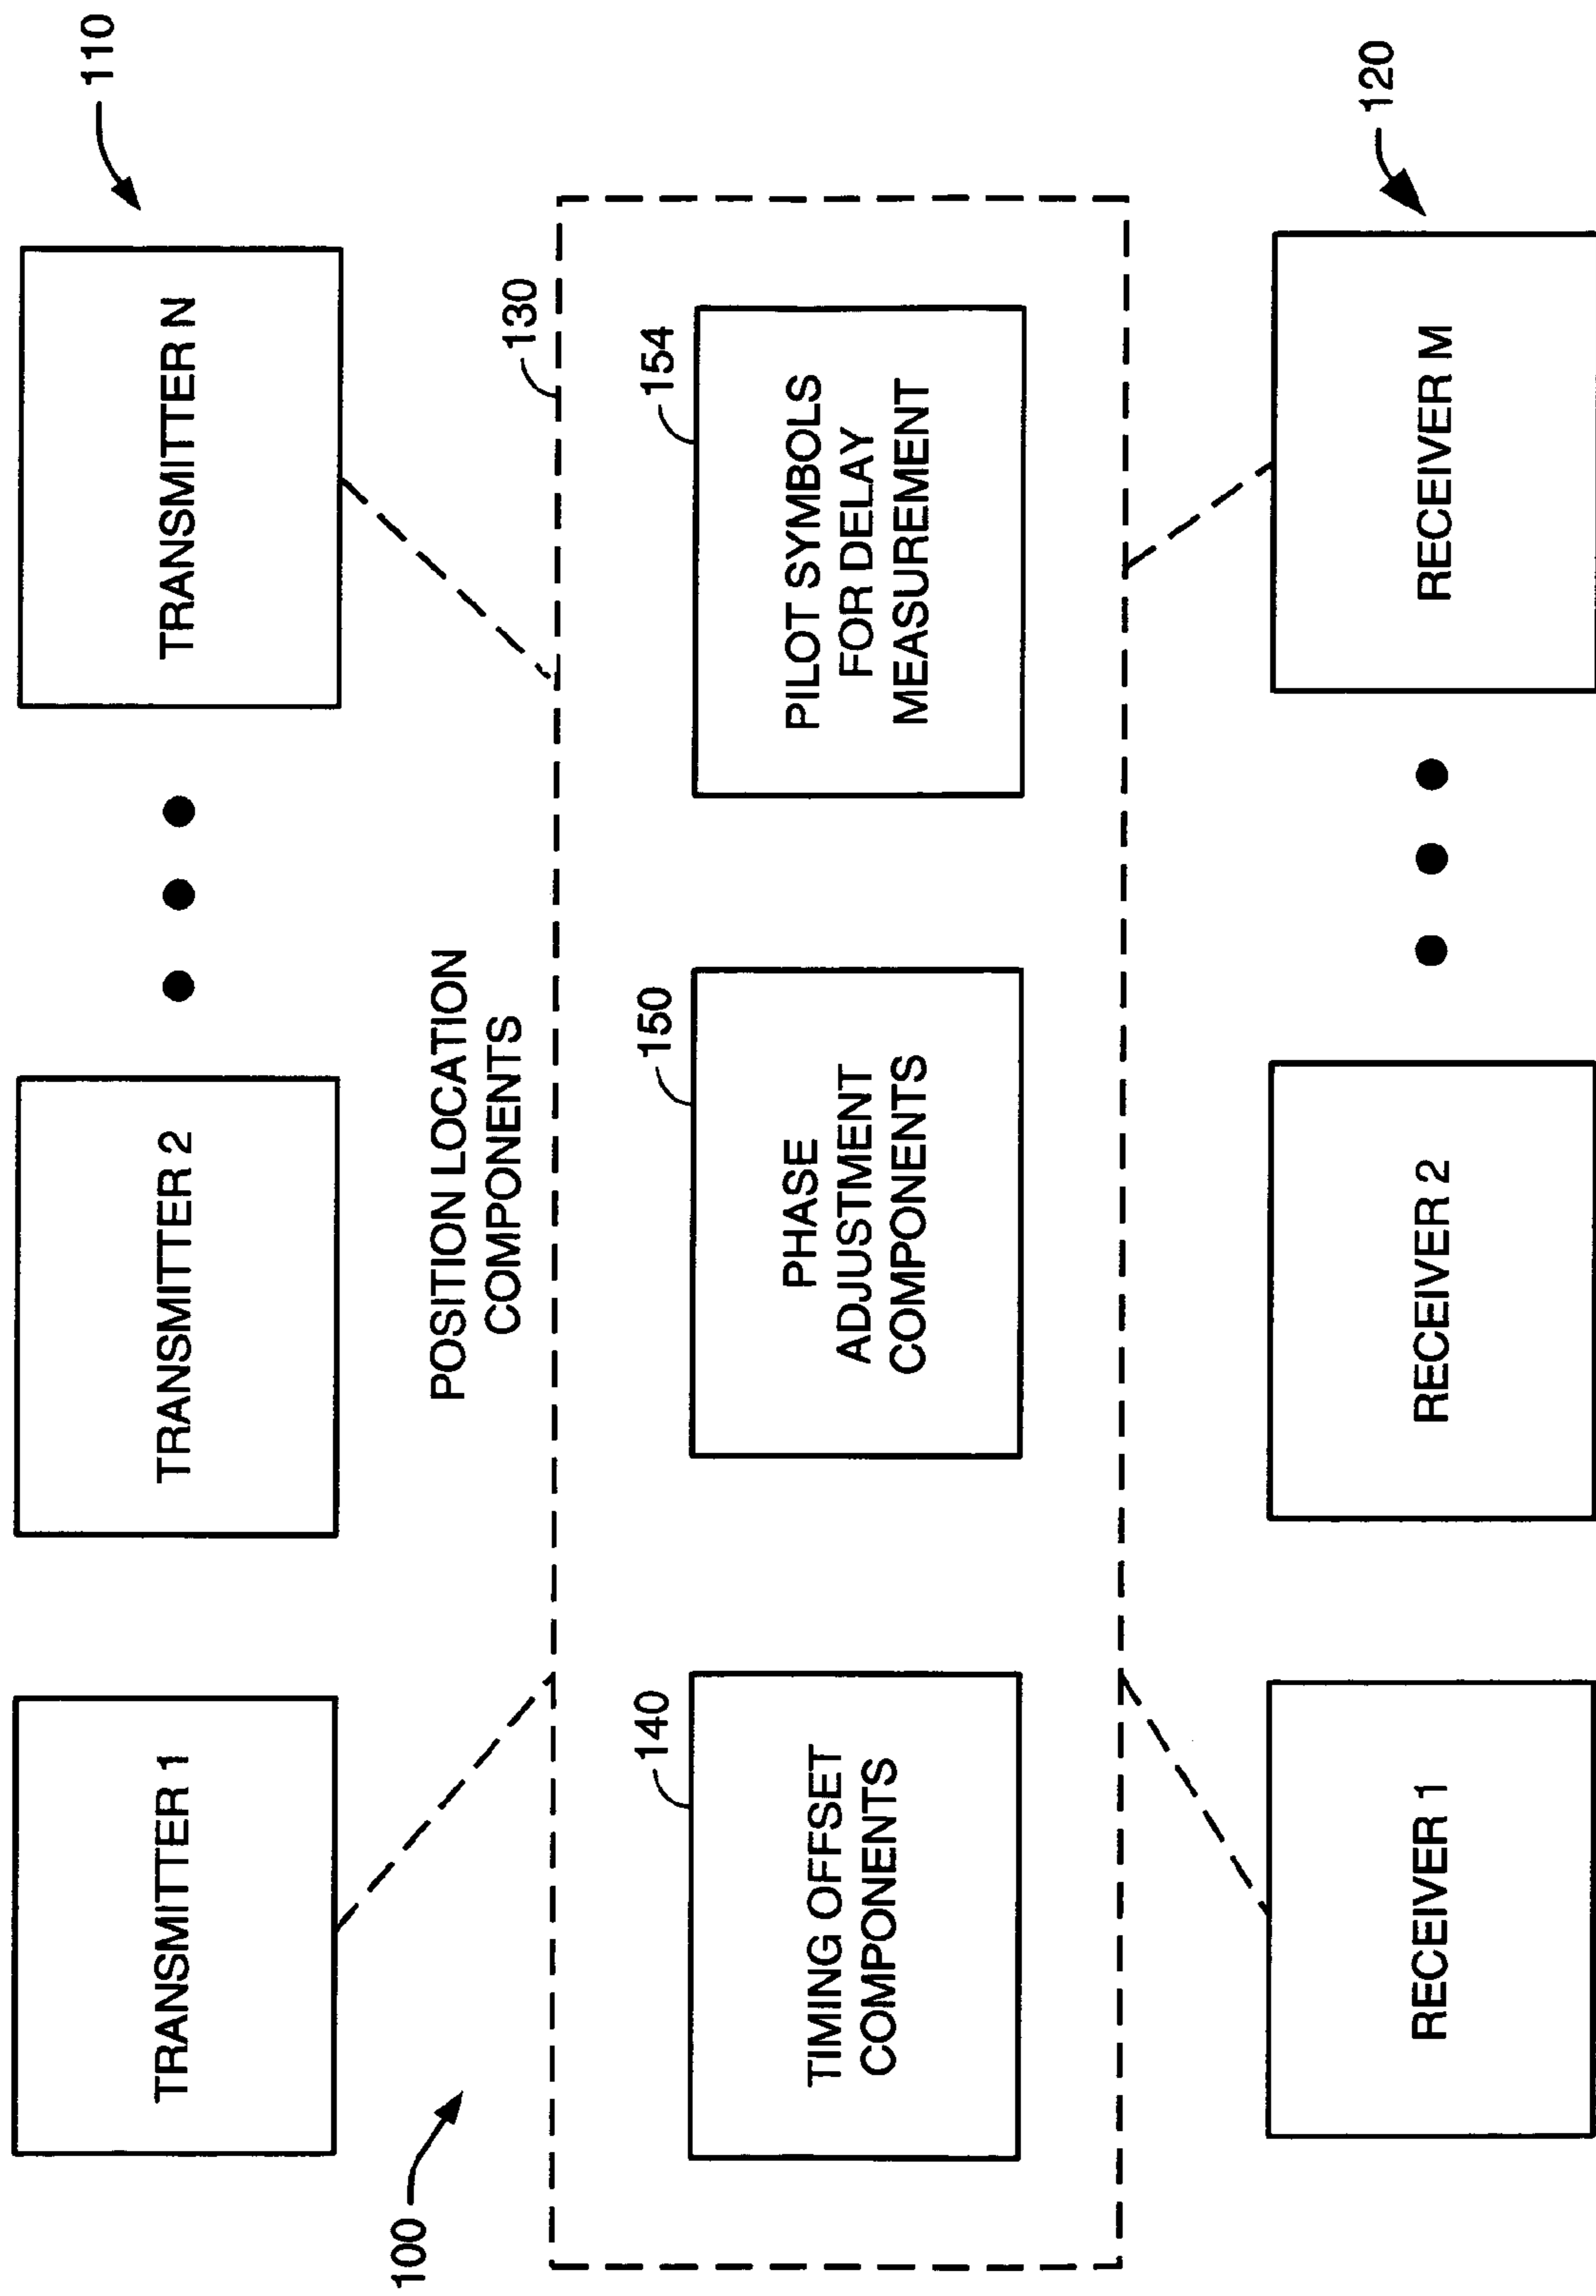 110
TRANSMITTER 1
TRANSMITTER 2
TRANSMITTER N
100
POSITION LOCATION
COMPONENTS
130
140
TIMING OFFSET
COMPONENTS
150
PHASE
ADJUSTMENT
COMPONENTS
154
PILOT SYMBOLS
FOR DELAY
MEASUREMENT
120
RECEIVER 1
RECEIVER 2
RECEIVER M